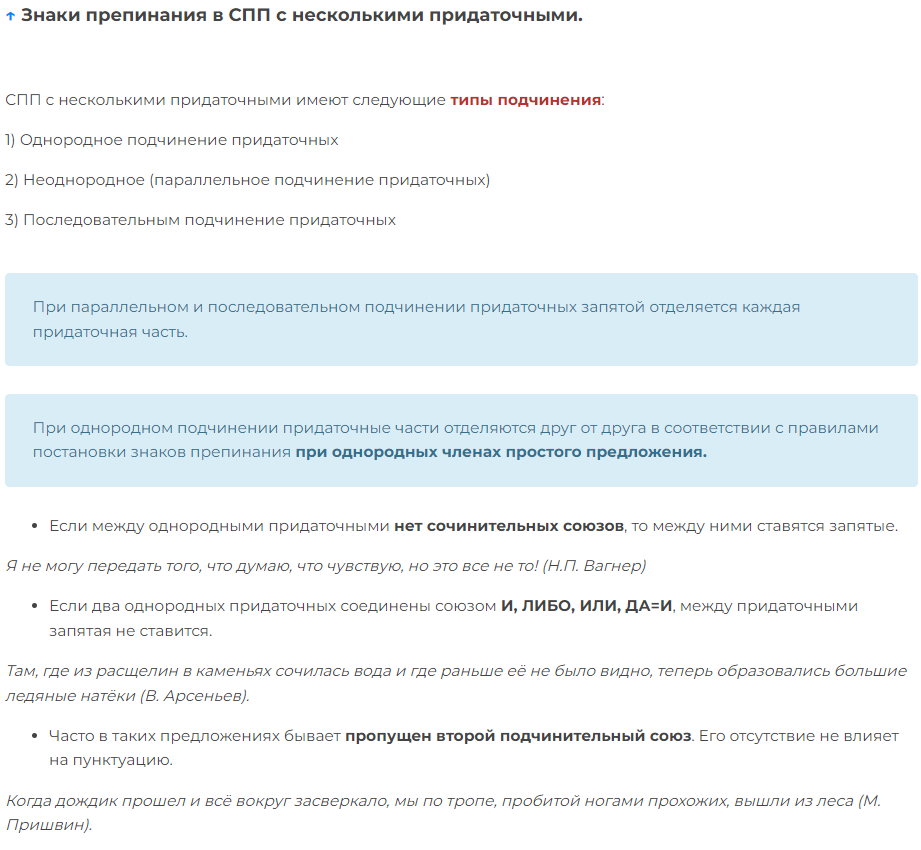 ↑ Знаки препинания в СПП с несколькими придаточными.
СПП с несколькими придаточными имеют следующие типы подчинения:
1) Однородное подчинение придаточных
2) Неоднородное (параллельное подчинение придаточных)
3) Последовательным подчинение придаточных
При параллельном и последовательном подчинении придаточных запятой отделяется каждая
придаточная часть.
При однородном подчинении придаточные части отделяются друг от друга в соответствии с правилами
постановки знаков препинания при однородных членах простого предложения.
• Если между однородными придаточными нет сочинительных союзов, то между ними ставятся запятые.
Я не могу передать того, что думаю, что чувствую, но это все не то! (Н.П. Вагнер)
• Если два однородных придаточных соединены союзом И, ЛИБО, ИЛИ, ДА=И, между придаточными
запятая не ставится.
Там, где из расщелин в каменьях сочилась вода и где раньше её не было видно, теперь образовались большие
ледяные натёки (В. Арсеньев).
• Часто в таких предложениях бывает пропущен второй подчинительный союз. Его отсутствие не влияет
на пунктуацию.
Когда дождик прошел и всё вокруг засверкало, мы по тропе, пробитой ногами прохожих, вышли из леса (М.
Пришвин).